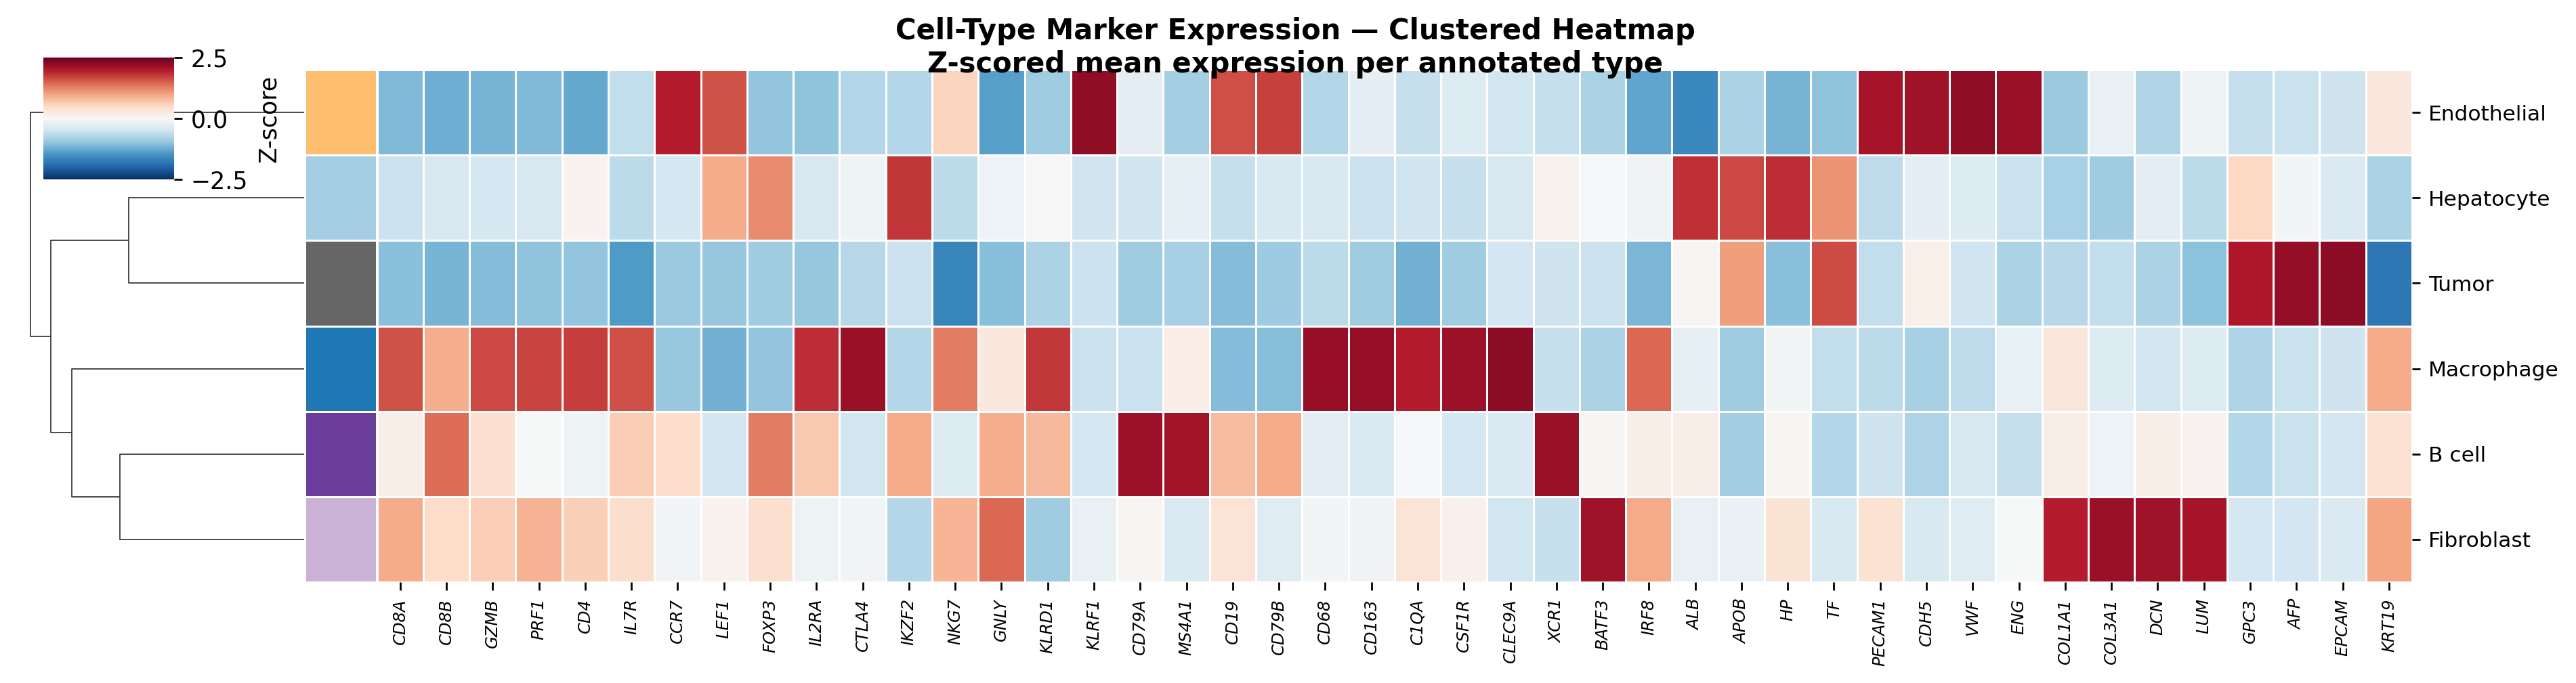 Cell-Type Marker Expression — Clustered Heatmap
Z-scored mean expression per annotated type
2.5
0.0
−2.5
Z-score
Endothelial
Hepatocyte
Tumor
Macrophage
B cell
Fibroblast
CD8A
CD8B
GZMB
PRF1
CD4
IL7R
CCR7
LEF1
FOXP3
IL2RA
CTLA4
IKZF2
NKG7
GNLY
KLRD1
KLRF1
CD79A
MS4A1
CD19
CD79B
CD68
CD163
C1QA
CSF1R
CLEC9A
XCR1
BATF3
IRF8
ALB
APOB
HP
TF
PECAM1
CDH5
VWF
ENG
COL1A1
COL3A1
DCN
LUM
GPC3
AFP
EPCAM
KRT19